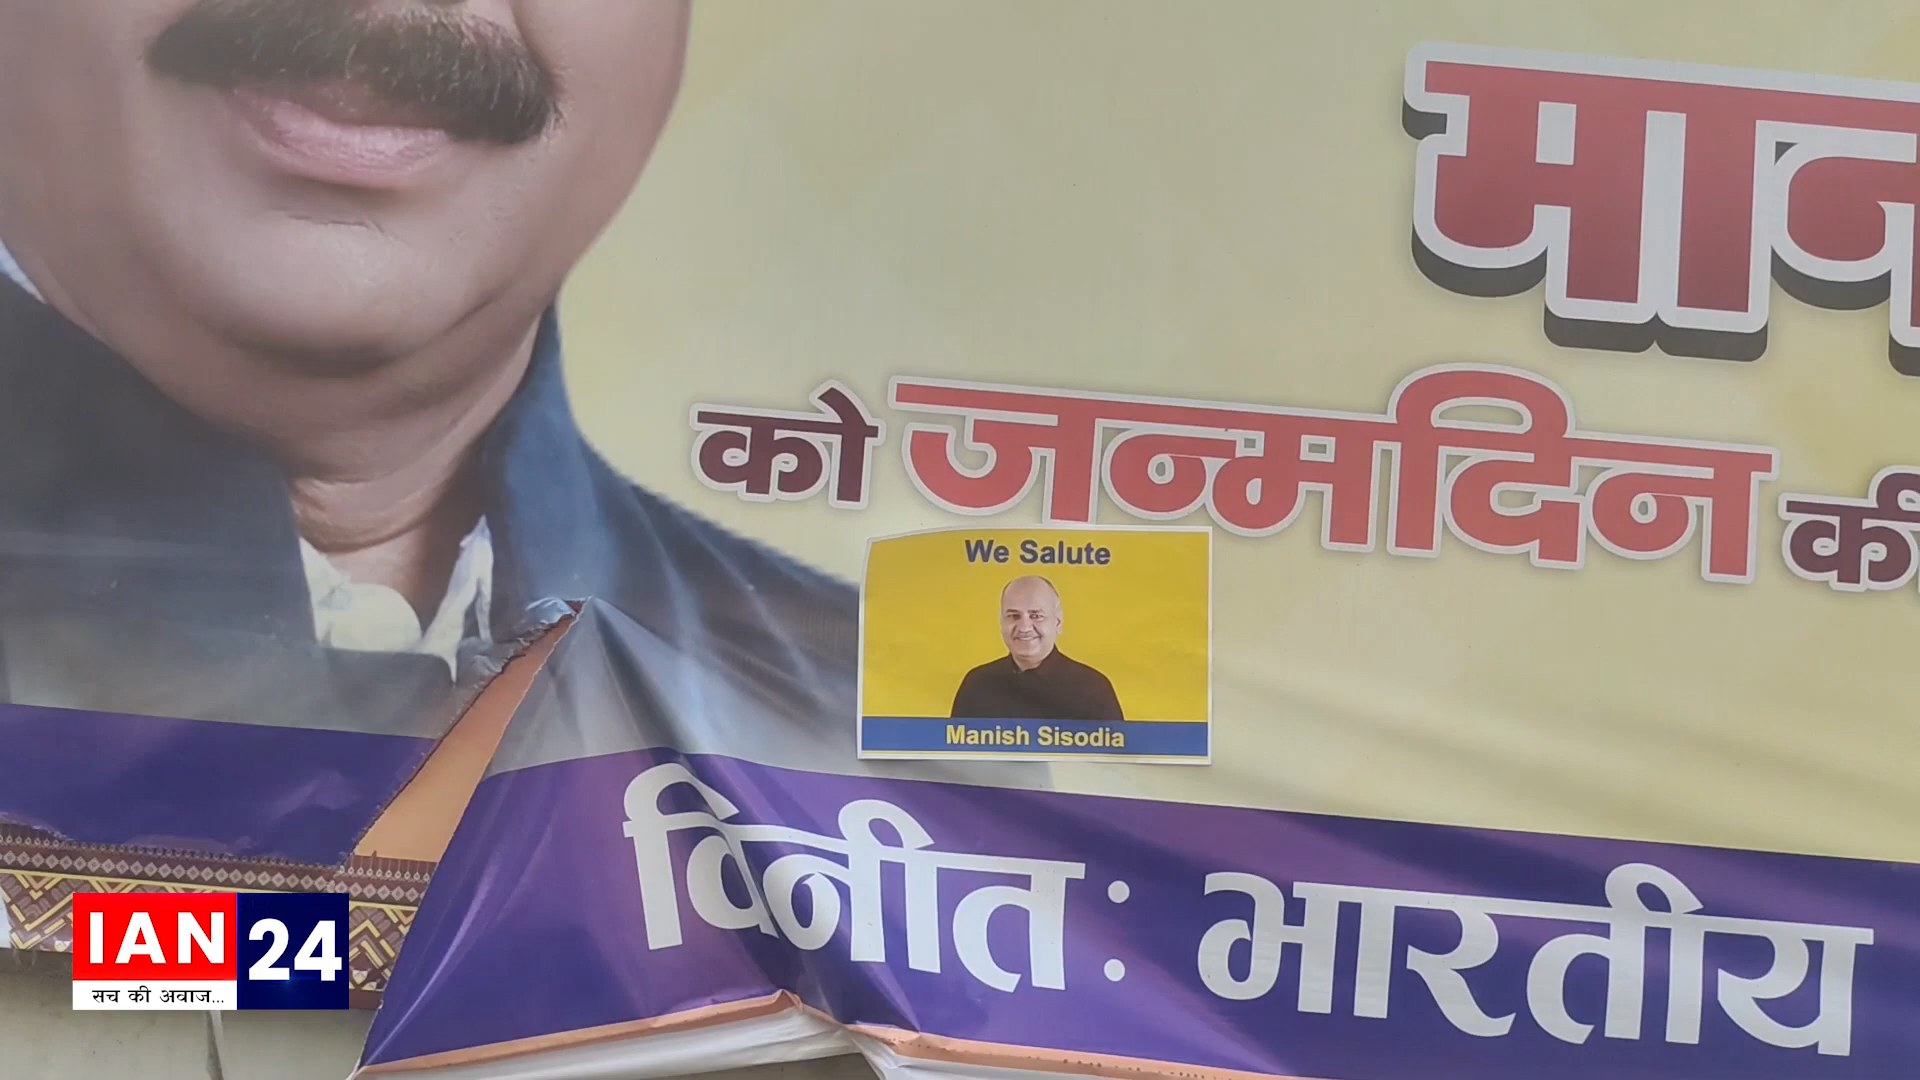 को जन्मदिन की
We Salute
Manish Sisodia
विनीत: भारतीय
IAN 24
सच की अवाज...